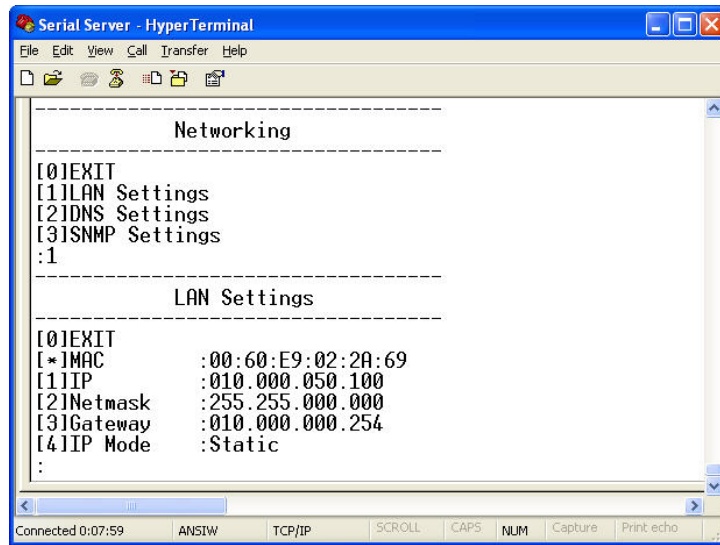 Serial Server - HyperTerminal
File Edit View Call Transfer Help
Networking
[0]EXIT
[1]LAN Settings
[2]DNS Settings
[3]SNMP Settings
:1
LAN Settings
[0]EXIT
[*]MAC :00:60:E9:02:2A:69
[1]IP :010.000.050.100
[2]Netmask :255.255.000.000
[3]Gateway :010.000.000.254
[4]IP Mode :Static
:
Connected 0:07:59 ANSIW TCP/IP SCROLL CAPS NUM Capture Print echo